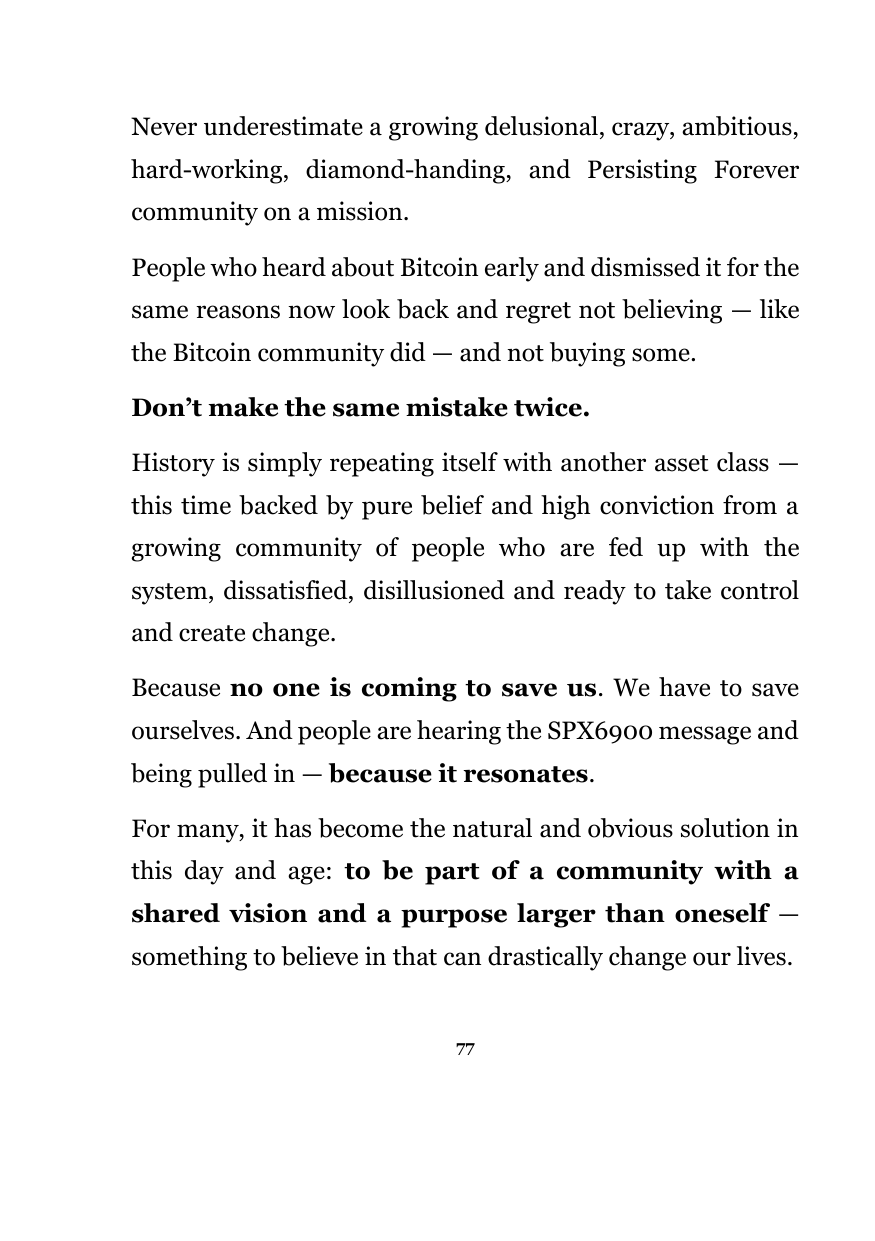 Never underestimate a growing delusional, crazy, ambitious,
hard-working, diamond-handing, and Persisting Forever
community on a mission.
People who heard about Bitcoin early and dismissed it for the
same reasons now look back and regret not believing — like
the Bitcoin community did — and not buying some.
Don’t make the same mistake twice.
History is simply repeating itself with another asset class —
this time backed by pure belief and high conviction from a
growing community of people who are fed up with the
system, dissatisfied, disillusioned and ready to take control
and create change.
Because no one is coming to save us. We have to save
ourselves. And people are hearing the SPX6900 message and
being pulled in — because it resonates.
For many, it has become the natural and obvious solution in
this day and age: to be part of a community with a
shared vision and a purpose larger than oneself —
something to believe in that can drastically change our lives.
77